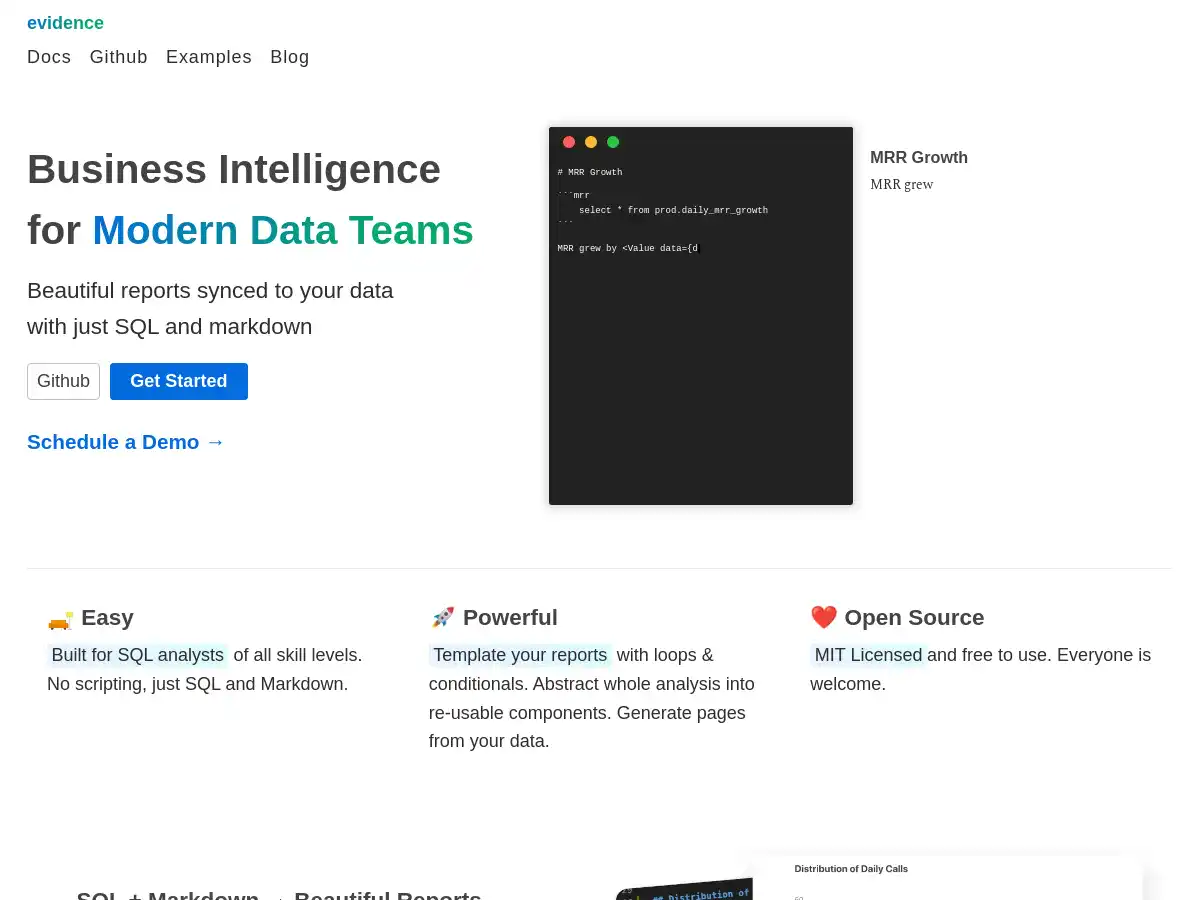 evidence
Docs Github Examples Blog
Business Intelligence
for Modern Data Teams
Beautiful reports synced to your data
with just SQL and markdown
Github Get Started
Schedule a Demo →
# MRR Growth
```mrr
select * from prod.daily_mrr_growth
```
MRR grew by <Value data={d
MRR Growth
MRR grew
🛋️ Easy
Built for SQL analysts of all skill levels.
No scripting, just SQL and Markdown.
🚀 Powerful
Template your reports with loops &
conditionals. Abstract whole analysis into
re-usable components. Generate pages
from your data.
❤️ Open Source
MIT Licensed and free to use. Everyone is
welcome.
SQL + Markdown → Beautiful Reports
## Distribution of
Distribution of Daily Calls